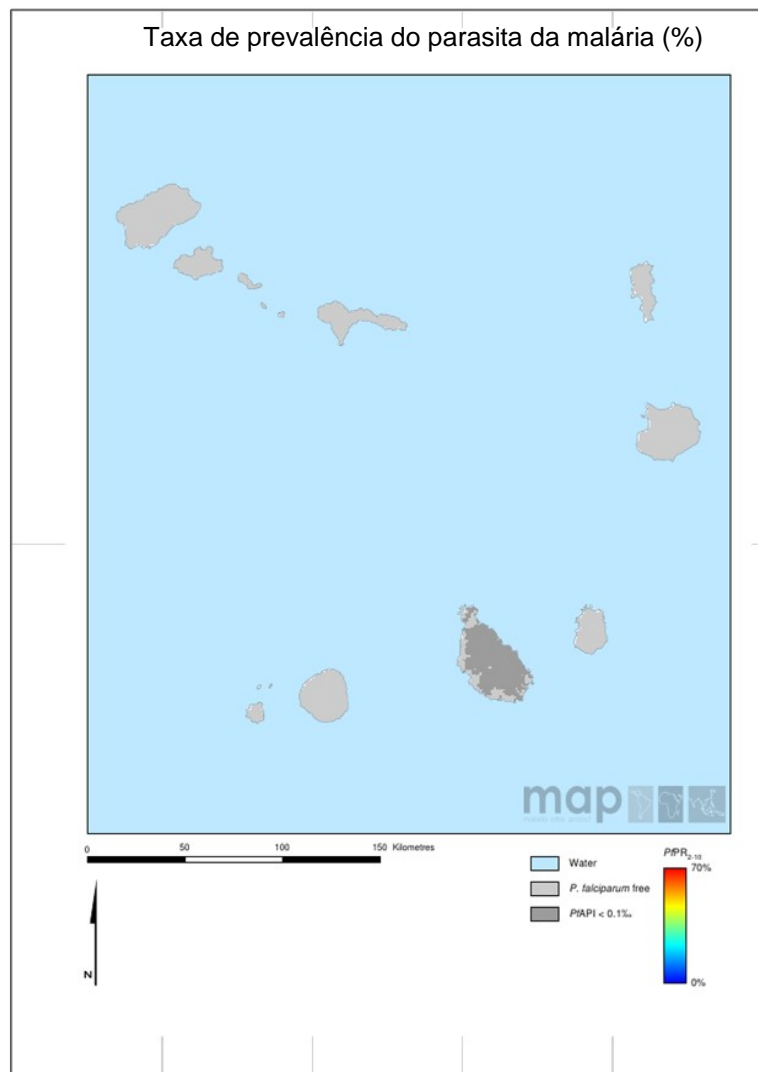 Taxa de prevalência do parasita da malária (%)
map
0 50 100 150 Kilometres
Water
P. falciparum free
PfAPI < 0.1‰
PfPR2-10
70%
0%
N